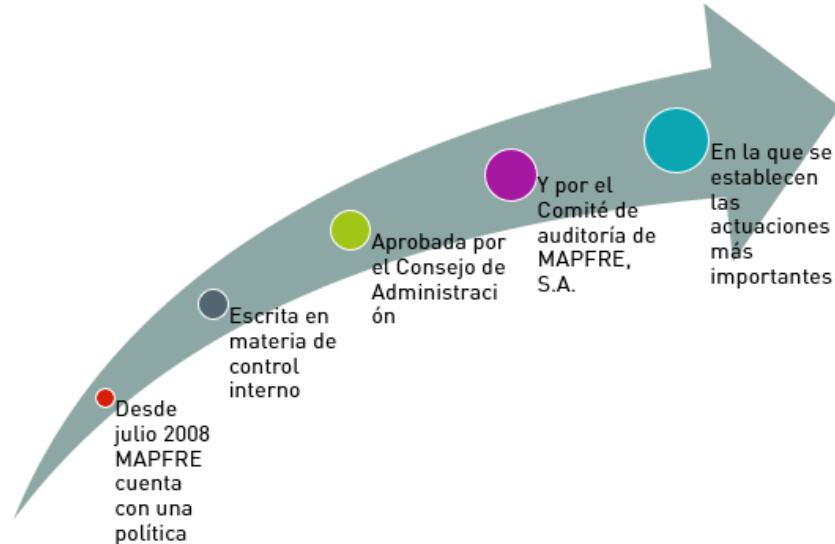 Desde
julio 2008
MAPFRE
cuenta
con una
política
Escrita en
materia de
control
interno
Aprobada por
el Consejo de
Administraci
ón
Y por el
Comité de
auditoría de
MAPFRE,
S.A.
En la que se
establecen
las
actuaciones
más
importantes